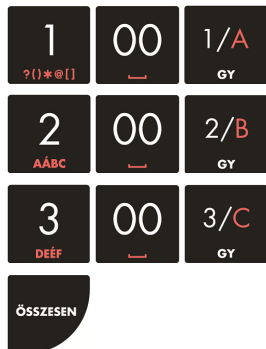 1 00 1/A
?()*@[] ⎵ GY
2 00 2/B
AÁBC ⎵ GY
3 00 3/C
DEÉF ⎵ GY
ÖSSZESEN